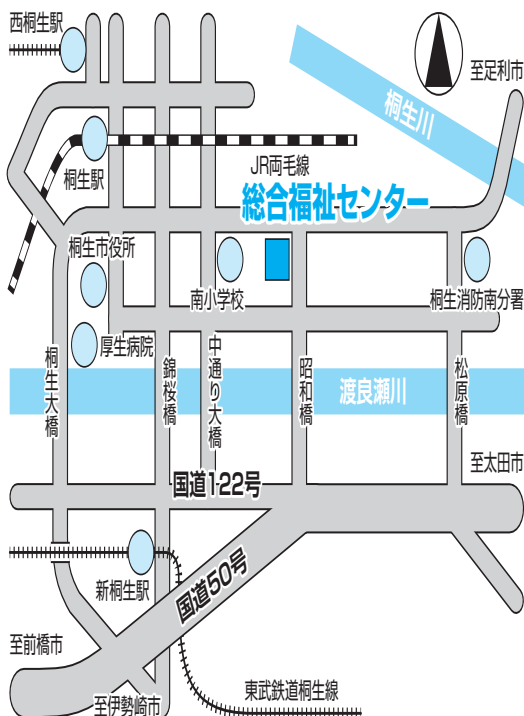 西桐生駅
至足利市
桐生川
JR両毛線
桐生駅
総合福祉センター
桐生市役所
南小学校
桐生消防南分署
厚生病院
桐生大橋
錦桜橋
中通り大橋
昭和橋
松原橋
渡良瀬川
至太田市
国道122号
国道50号
新桐生駅
至前橋市
至伊勢崎市
東武鉄道桐生線